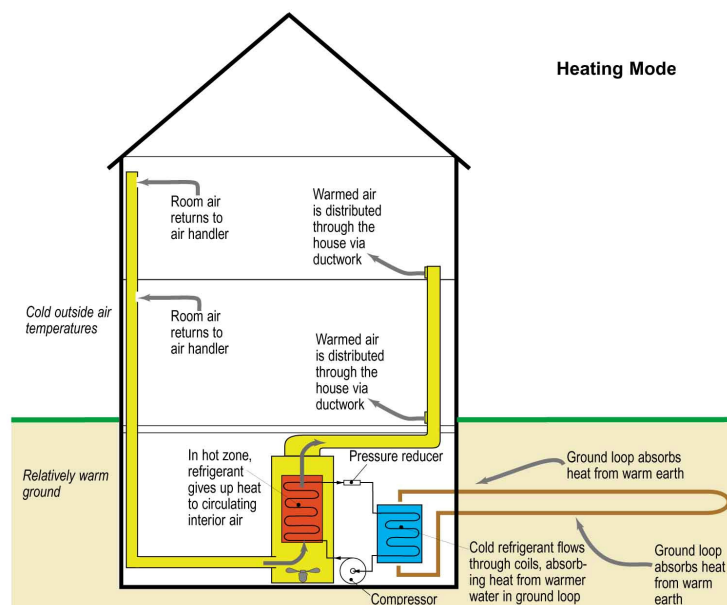 Heating Mode
Room air
returns to
air handler
Warmed air
is distributed
through the
house via
ductwork
Cold outside air
temperatures
Room air
returns to
air handler
Warmed air
is distributed
through the
house via
ductwork
Relatively warm
ground
In hot zone,
refrigerant
gives up heat
to circulating
interior air
Pressure reducer
Ground loop absorbs
heat from warm earth
Cold refrigerant flows
through coils, absorb-
ing heat from warmer
water in ground loop
Ground loop
absorbs heat
from warm
earth
Compressor